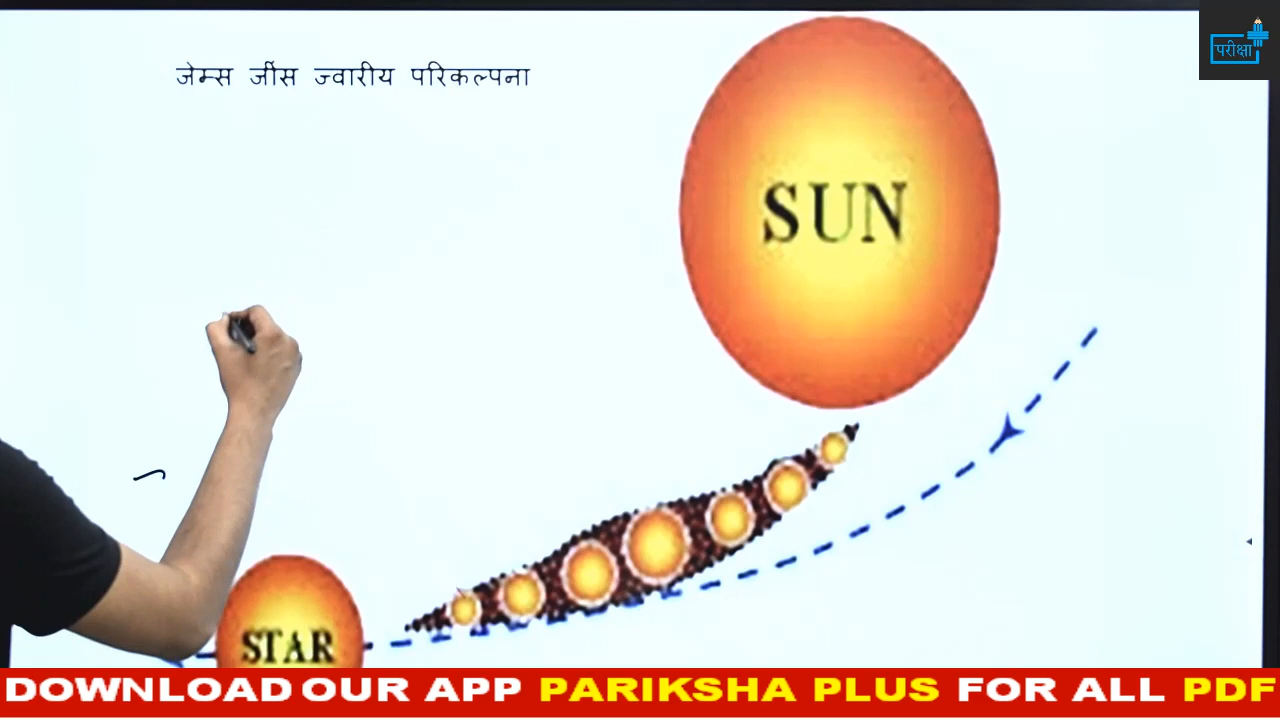 परीक्षा
जेम्स जींस ज्वारीय परिकल्पना
SUN
STAR
DOWNLOAD OUR APP PARIKSHA PLUS FOR ALL PDF